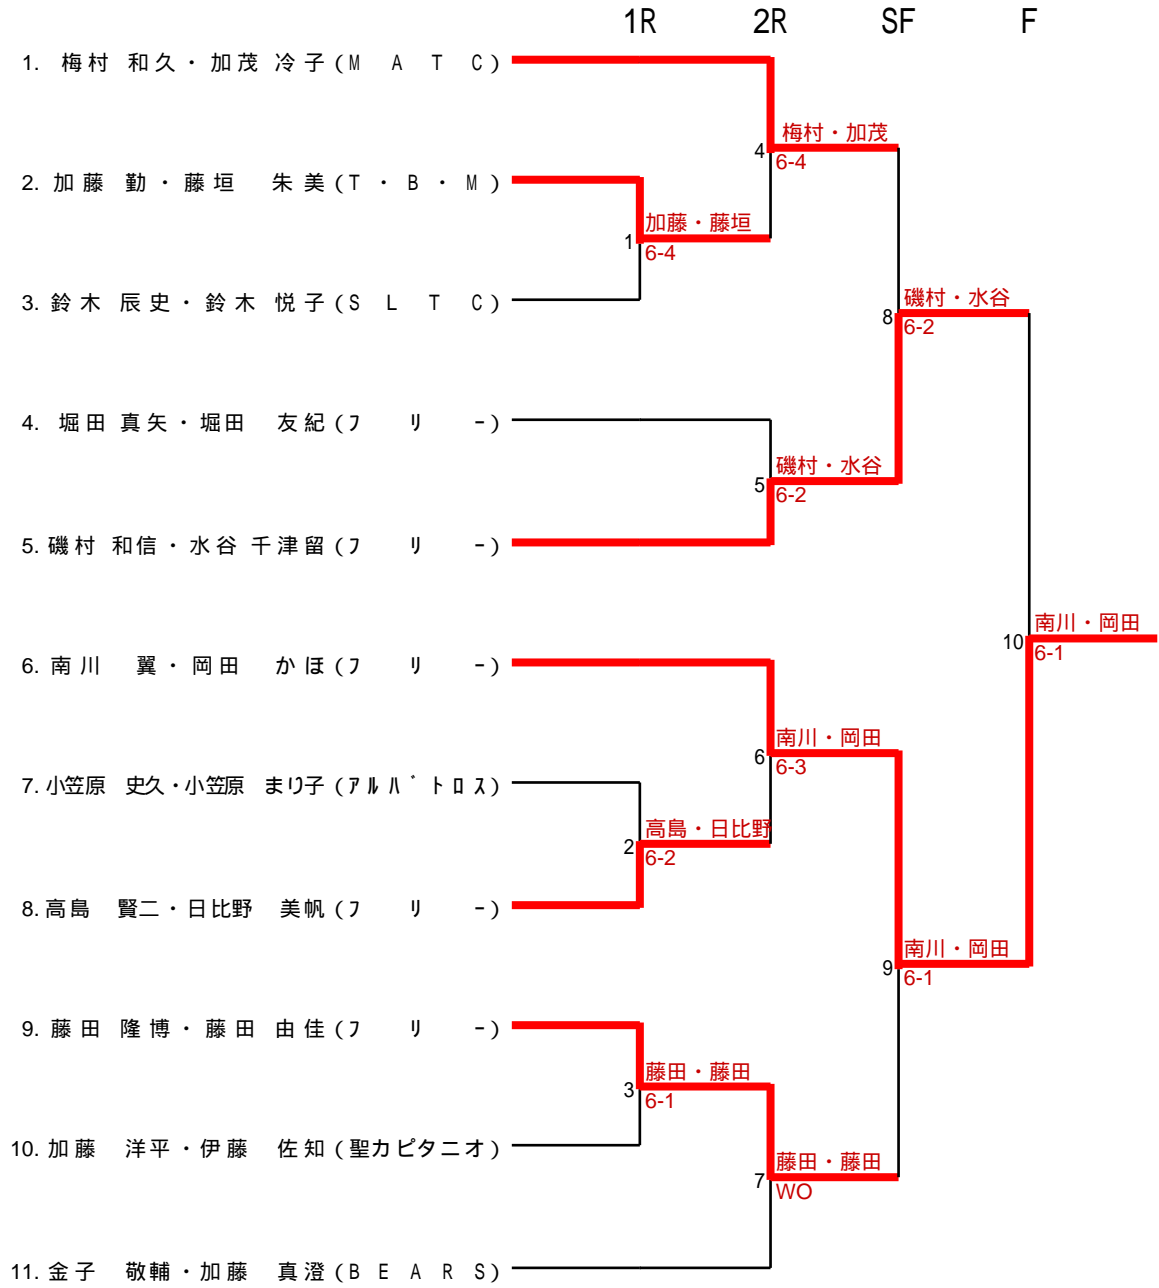 1R 2R SF F
1. 梅村 和久・加茂 冷子 (M A T C)
梅村・加茂
4 6-4
2. 加藤 勤・藤垣 朱美 (T・B・M)
加藤・藤垣
1 6-4
3. 鈴木 辰史・鈴木 悦子 (S L T C)
磯村・水谷
8 6-2
4. 堀田 真矢・堀田 友紀 (フリー)
磯村・水谷
5 6-2
5. 磯村 和信・水谷 千津留 (フリー)
南川・岡田
10 6-1
6. 南川 翼・岡田 かほ (フリー)
南川・岡田
6 6-3
7. 小笠原 史久・小笠原 まり子 (アルバトロス)
高島・日比野
2 6-2
8. 高島 賢二・日比野 美帆 (フリー)
南川・岡田
9 6-1
9. 藤田 隆博・藤田 由佳 (フリー)
藤田・藤田
3 6-1
10. 加藤 洋平・伊藤 佐知 (聖カピタニオ)
藤田・藤田
7 WO
11. 金子 敬輔・加藤 真澄 (B E A R S)